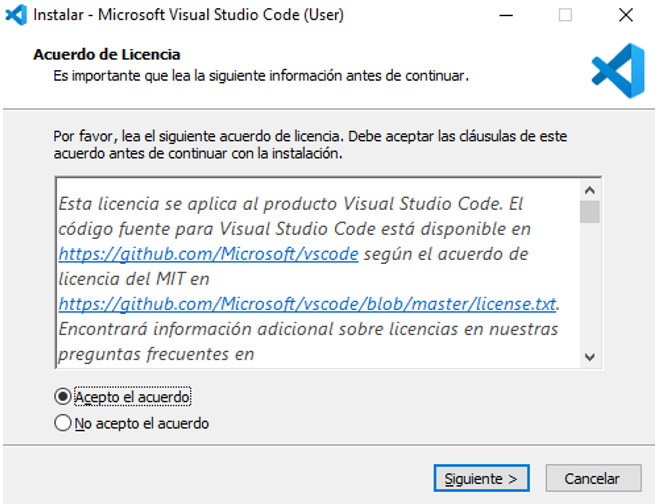 Instalar - Microsoft Visual Studio Code (User)
Acuerdo de Licencia
Es importante que lea la siguiente información antes de continuar.
Por favor, lea el siguiente acuerdo de licencia. Debe aceptar las cláusulas de este
acuerdo antes de continuar con la instalación.
Esta licencia se aplica al producto Visual Studio Code. El
código fuente para Visual Studio Code está disponible en
https://github.com/Microsoft/vscode según el acuerdo de
licencia del MIT en
https://github.com/Microsoft/vscode/blob/master/license.txt.
Encontrará información adicional sobre licencias en nuestras
preguntas frecuentes en
Acepto el acuerdo
No acepto el acuerdo
Siguiente >
Cancelar